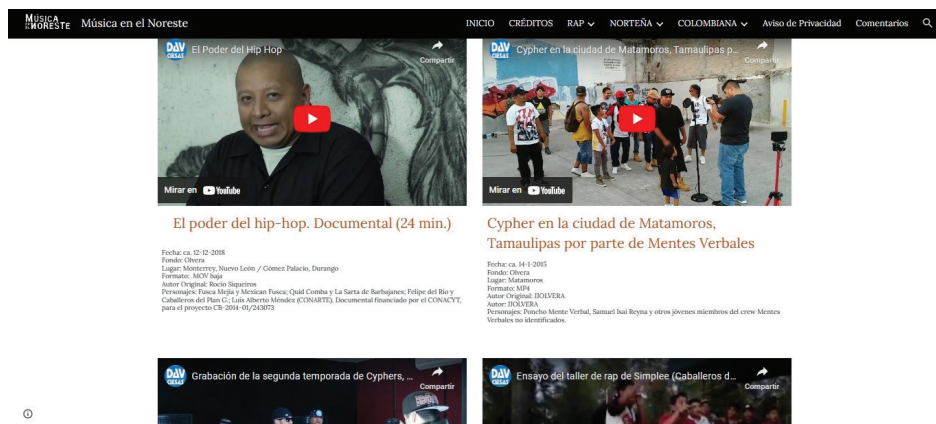 MÚSICA
EN EL NORESTE
Música en el Noreste
INICIO CRÉDITOS RAP NORTEÑA COLOMBIANA Aviso de Privacidad Comentarios
DAV
CIESAS
El Poder del Hip Hop
Compartir
Mirar en YouTube
El poder del hip-hop. Documental (24 min.)
Fecha: ca. 12-12-2018
Fondo: Olvera
Lugar: Monterrey, Nuevo León / Gómez Palacio, Durango
Formato: MOV baja
Autor Original: Rocío Siqueiros
Personajes: Fusca Mejía y Mexican Fusca; Quid Comba y La Sarta de Barbajanes; Felipe del Río y
Caballeros del Plan G.; Luis Alberto Méndez (CONARTE). Documental financiado por el CONACYT,
para el proyecto CB-2014-01/243073
DAV
CIESAS
Cypher en la ciudad de Matamoros, Tamaulipas p...
Compartir
Mirar en YouTube
Cypher en la ciudad de Matamoros,
Tamaulipas por parte de Mentes Verbales
Fecha: ca. 14-1-2015
Fondo: Olvera
Lugar: Matamoros
Formato: MP4
Autor Original: JJOLVERA
Autor: JJOLVERA
Personajes: Poncho Mente Verbal, Samuel Isai Reyna y otros jóvenes miembros del crew Mentes
Verbales no identificados.
DAV
CIESAS
Grabación de la segunda temporada de Cyphers, ...
Compartir
DAV
CIESAS
Ensayo del taller de rap de Simplee (Caballeros d...
Compartir